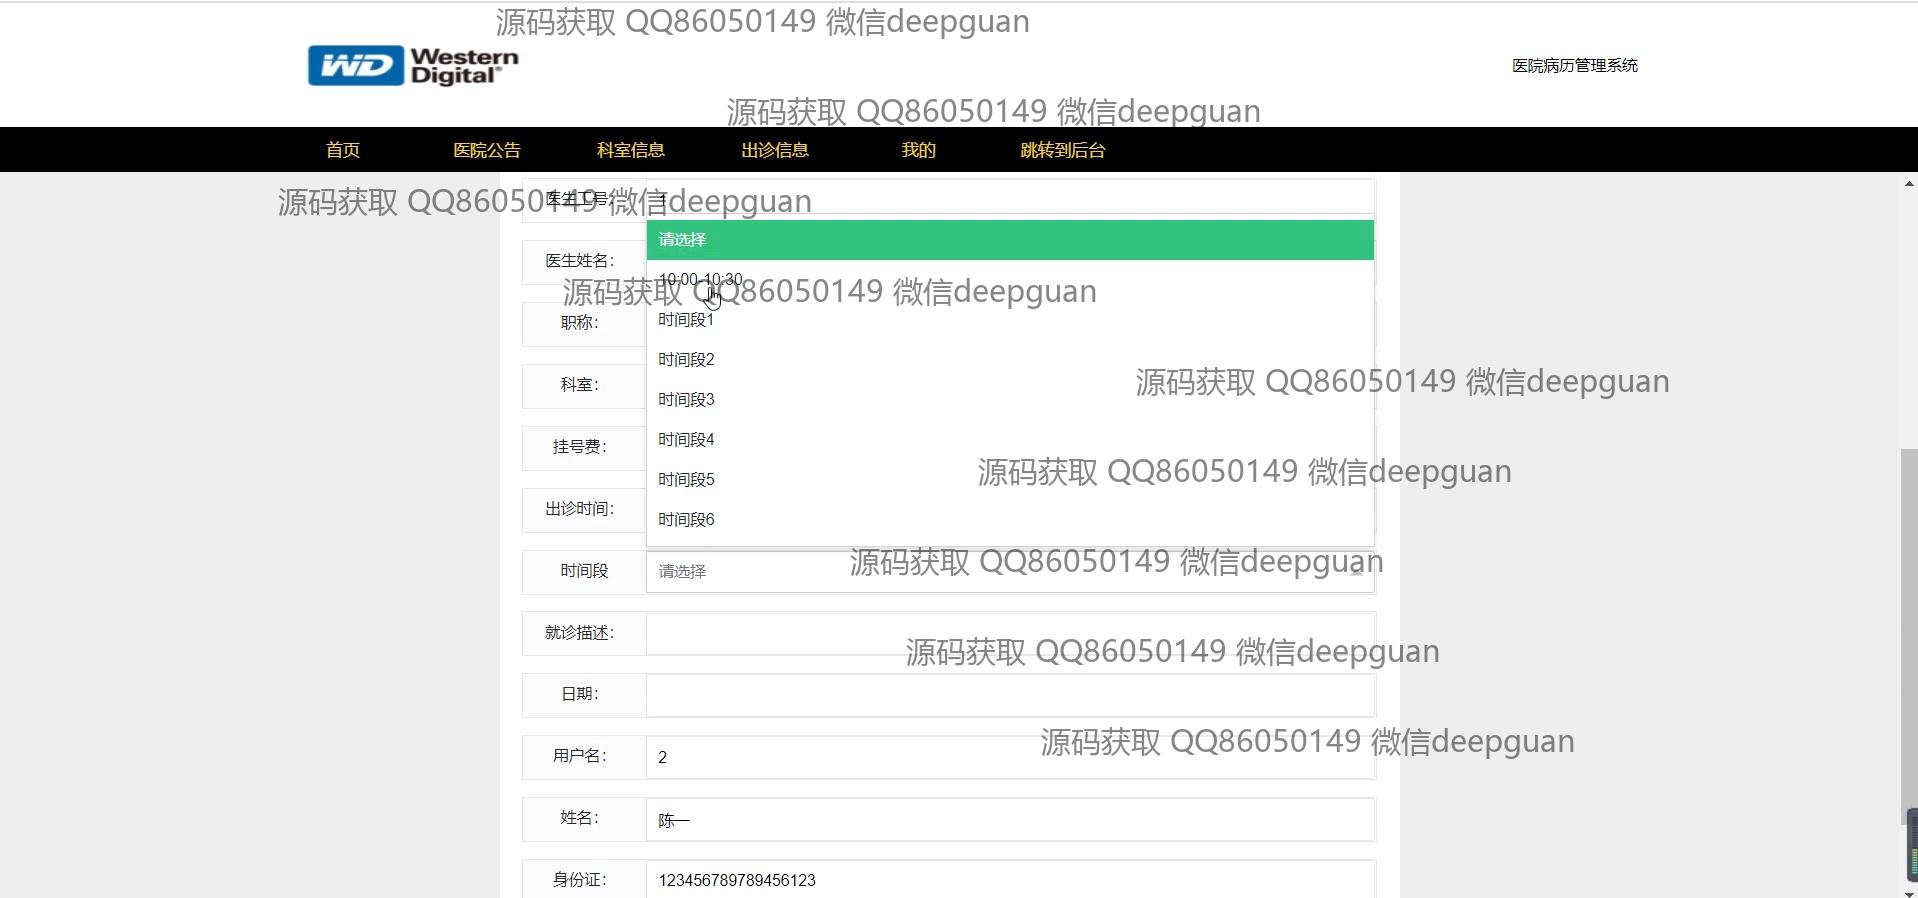 源码获取 QQ86050149 微信deepguan
WD Western Digital®
医院病历管理系统
源码获取 QQ86050149 微信deepguan
首页 医院公告 科室信息 出诊信息 我的 跳转到后台
医生工号: 1
源码获取 QQ86050149 微信deepguan
请选择
医生姓名:
10:00-10:30
源码获取 QQ86050149 微信deepguan
职称:
时间段1
时间段2
科室:
源码获取 QQ86050149 微信deepguan
时间段3
挂号费:
时间段4
源码获取 QQ86050149 微信deepguan
时间段5
出诊时间:
时间段6
源码获取 QQ86050149 微信deepguan
时间段 请选择
就诊描述:
源码获取 QQ86050149 微信deepguan
日期:
源码获取 QQ86050149 微信deepguan
用户名: 2
姓名: 陈一
身份证: 123456789789456123